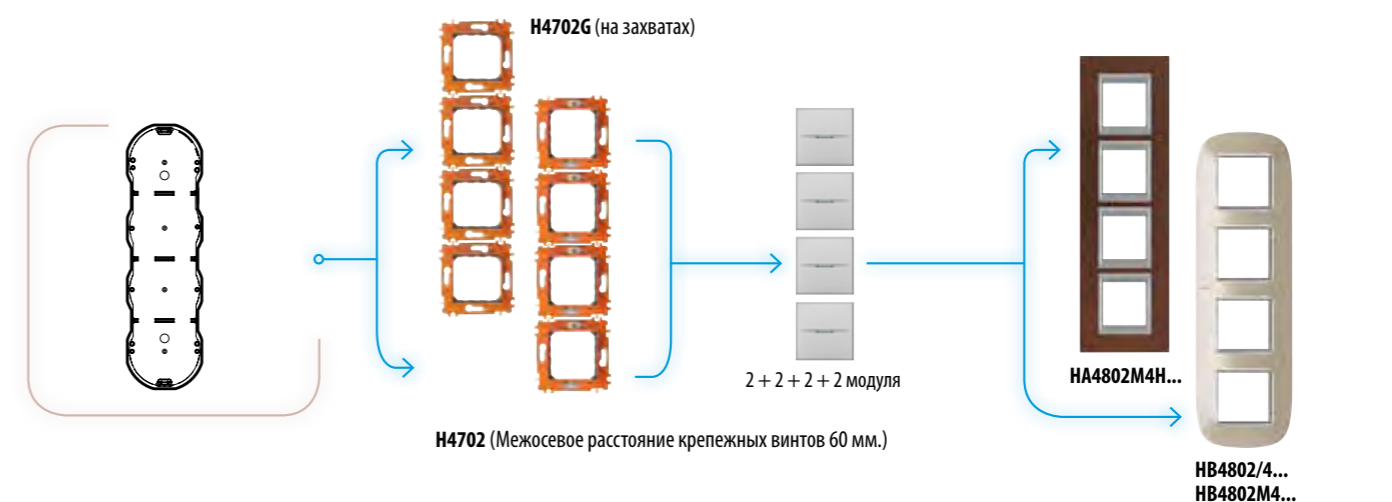 H4702G (на захватах)
2 + 2 + 2 + 2 модуля
H4702 (Межосевое расстояние крепежных винтов 60 мм.)
HA4802M4H...
HB4802/4...
HB4802M4...